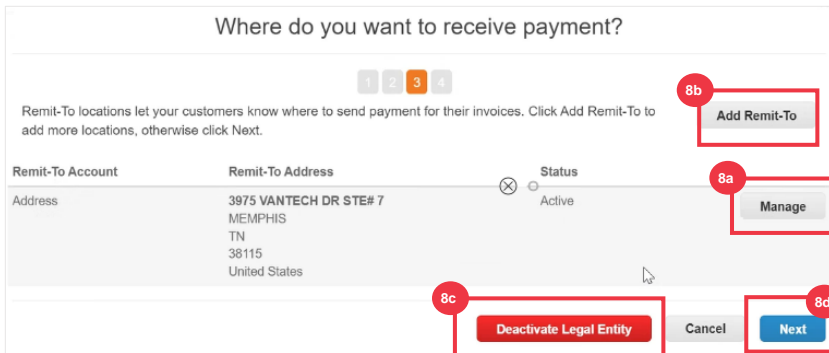 Where do you want to receive payment?
1 2 3 4
Remit-To locations let your customers know where to send payment for their invoices. Click Add Remit-To to
add more locations, otherwise click Next.
8b
Add Remit-To
Remit-To Account Remit-To Address Status
8a
Address 3975 VANTECH DR STE# 7 Active Manage
MEMPHIS
TN
38115
United States
8c 8d
Deactivate Legal Entity Cancel Next